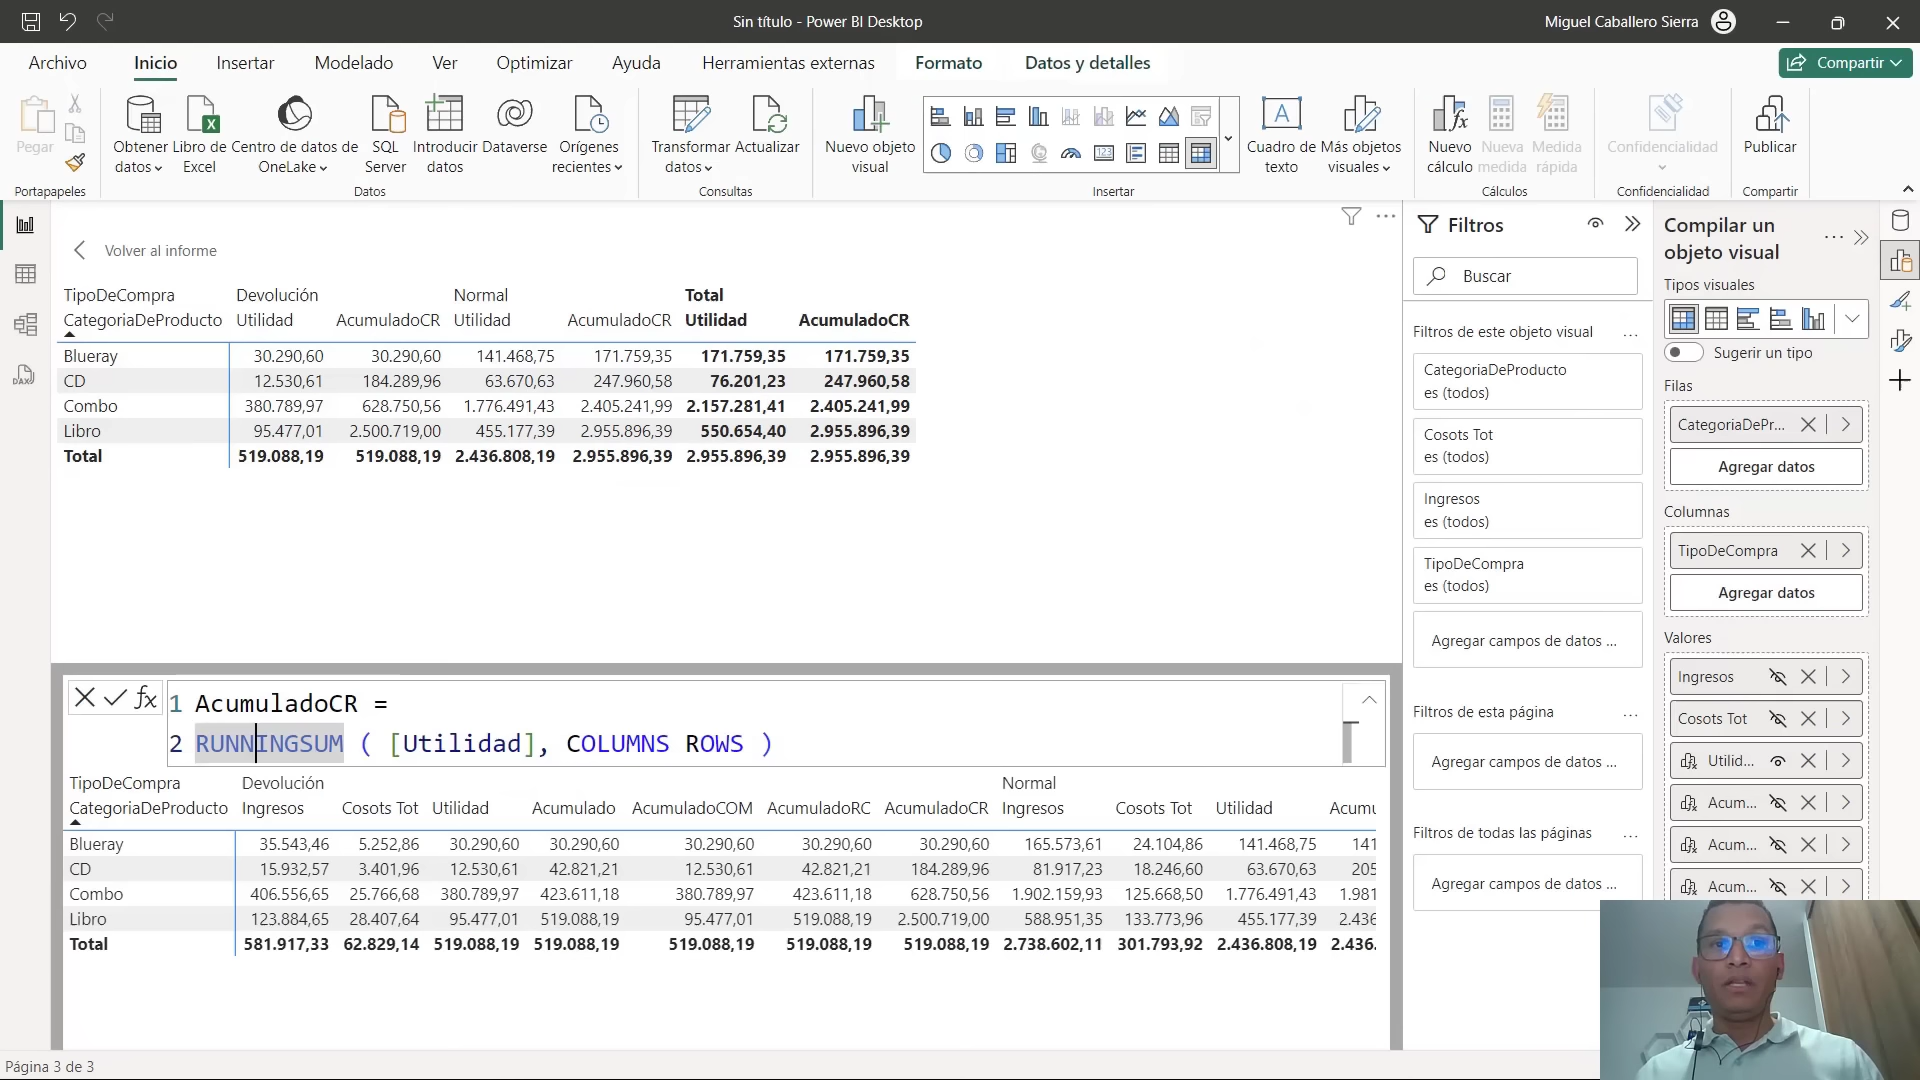 Sin título - Power BI Desktop
Miguel Caballero Sierra
Archivo Inicio Insertar Modelado Ver Optimizar Ayuda Herramientas externas Formato Datos y detalles
Compartir
Pegar
Obtener datos
Libro de Excel
Centro de datos de OneLake
SQL Server
Introducir datos
Dataverse
Orígenes recientes
Transformar datos
Actualizar
Nuevo objeto visual
Cuadro de texto
Más objetos visuales
Nuevo cálculo
Nueva medida
Medida rápida
Confidencialidad
Publicar
Portapapeles Datos Consultas Insertar Cálculos Confidencialidad Compartir
Volver al informe
TipoDeCompra Devolución Normal Total
CategoriaDeProducto Utilidad AcumuladoCR Utilidad AcumuladoCR Utilidad AcumuladoCR
Blueray 30.290,60 30.290,60 141.468,75 171.759,35 171.759,35 171.759,35
CD 12.530,61 184.289,96 63.670,63 247.960,58 76.201,23 247.960,58
Combo 380.789,97 628.750,56 1.776.491,43 2.405.241,99 2.157.281,41 2.405.241,99
Libro 95.477,01 2.500.719,00 455.177,39 2.955.896,39 550.654,40 2.955.896,39
Total 519.088,19 519.088,19 2.436.808,19 2.955.896,39 2.955.896,39 2.955.896,39
1 AcumuladoCR =
2 RUNNINGSUM ( [Utilidad], COLUMNS ROWS )
TipoDeCompra Devolución Normal
CategoriaDeProducto Ingresos Cosots Tot Utilidad Acumulado AcumuladoCOM AcumuladoRC AcumuladoCR Ingresos Cosots Tot Utilidad Acumu
Blueray 35.543,46 5.252,86 30.290,60 30.290,60 30.290,60 30.290,60 30.290,60 165.573,61 24.104,86 141.468,75 141
CD 15.932,57 3.401,96 12.530,61 42.821,21 12.530,61 42.821,21 184.289,96 81.917,23 18.246,60 63.670,63 205
Combo 406.556,65 25.766,68 380.789,97 423.611,18 380.789,97 423.611,18 628.750,56 1.902.159,93 125.668,50 1.776.491,43 1.981
Libro 123.884,65 28.407,64 95.477,01 519.088,19 95.477,01 519.088,19 2.500.719,00 588.951,35 133.773,96 455.177,39 2.436
Total 581.917,33 62.829,14 519.088,19 519.088,19 519.088,19 519.088,19 519.088,19 2.738.602,11 301.793,92 2.436.808,19 2.436.
Página 3 de 3
Filtros
Buscar
Filtros de este objeto visual ...
CategoriaDeProducto
es (todos)
Cosots Tot
es (todos)
Ingresos
es (todos)
TipoDeCompra
es (todos)
Agregar campos de datos ...
Filtros de esta página ...
Agregar campos de datos ...
Filtros de todas las páginas ...
Agregar campos de datos ...
Compilar un
objeto visual
Tipos visuales
Sugerir un tipo
Filas
CategoriaDePr...
Agregar datos
Columnas
TipoDeCompra
Agregar datos
Valores
Ingresos
Cosots Tot
Utilid...
Acum...
Acum...
Acum...